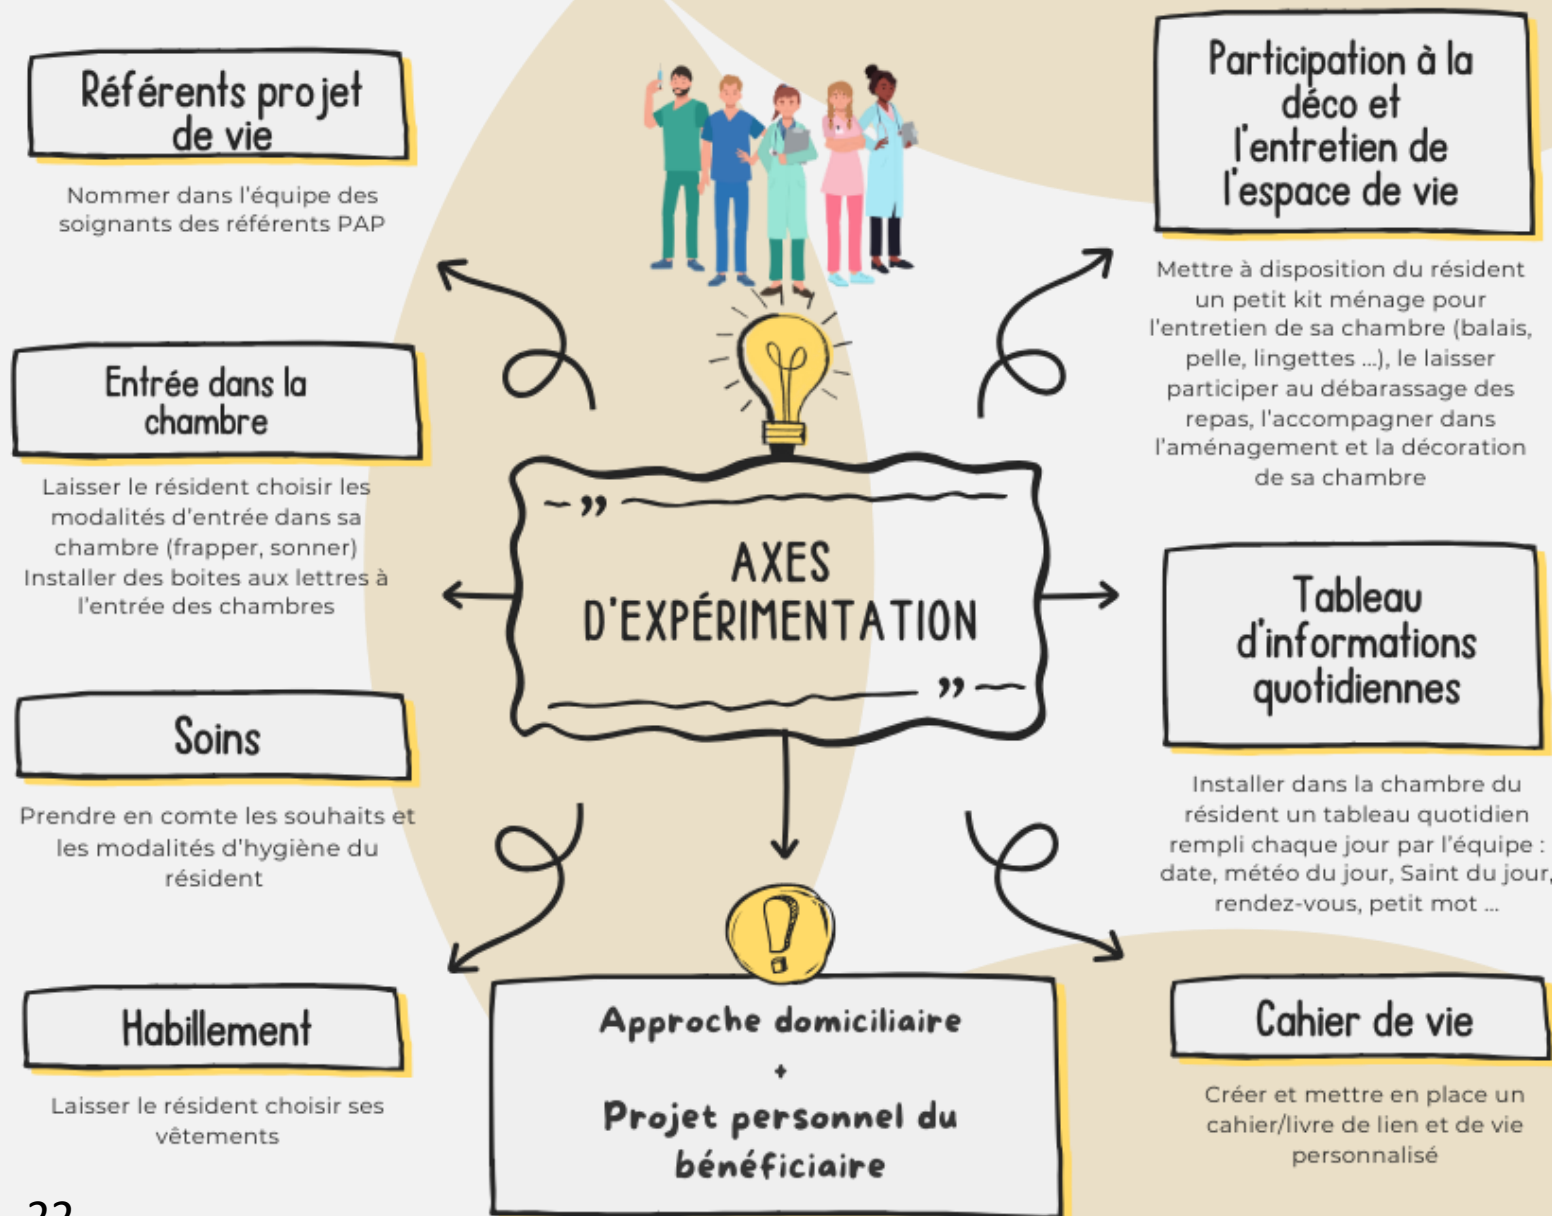 Référents projet
de vie
Nommer dans l'équipe des
soignants des référents PAP
Entrée dans la
chambre
Laisser le résident choisir les
modalités d'entrée dans sa
chambre (frapper, sonner)
Installer des boites aux lettres à
l'entrée des chambres
Soins
Prendre en comte les souhaits et
les modalités d'hygiène du
résident
Habillement
Laisser le résident choisir ses
vêtements
AXES
D'EXPÉRIMENTATION
Approche domiciliaire
+
Projet personnel du
bénéficiaire
Participation à la
déco et
l'entretien de
l'espace de vie
Mettre à disposition du résident
un petit kit ménage pour
l'entretien de sa chambre (balais,
pelle, lingettes ...), le laisser
participer au débarassage des
repas, l'accompagner dans
l'aménagement et la décoration
de sa chambre
Tableau
d'informations
quotidiennes
Installer dans la chambre du
résident un tableau quotidien
rempli chaque jour par l'équipe :
date, météo du jour, Saint du jour,
rendez-vous, petit mot ...
Cahier de vie
Créer et mettre en place un
cahier/livre de lien et de vie
personnalisé